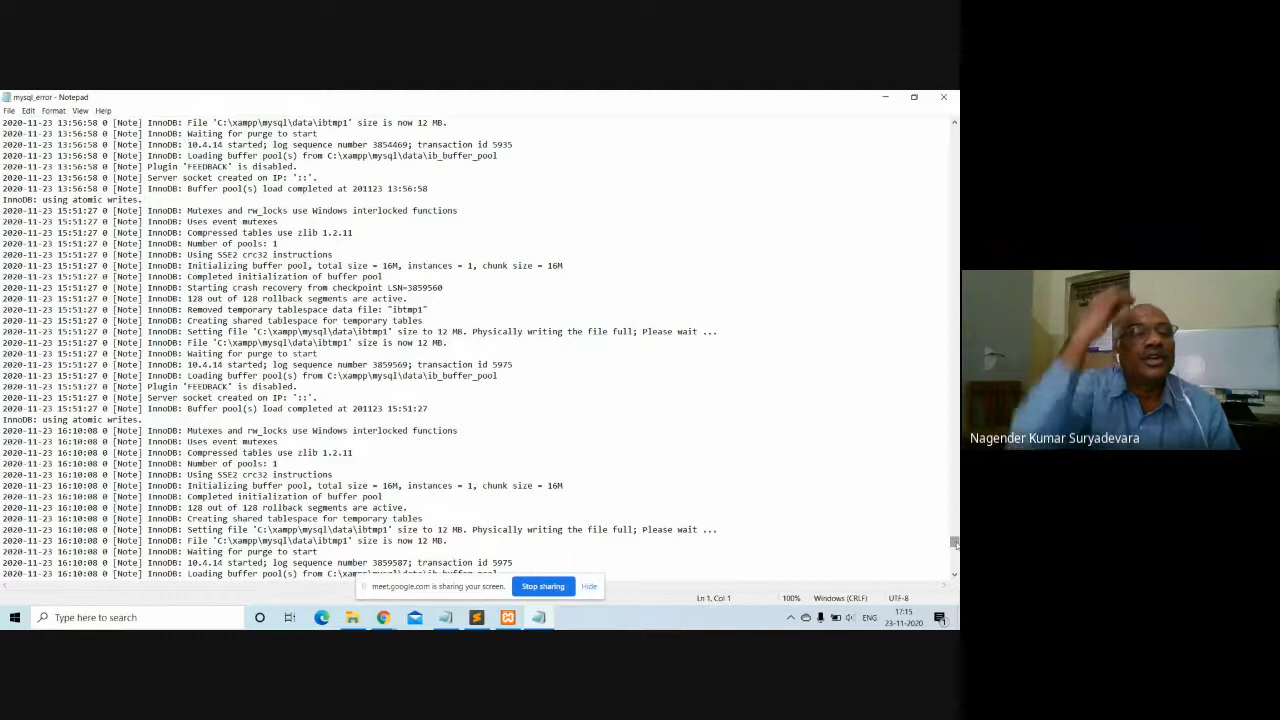 mysql_error - Notepad
File Edit Format View Help
2020-11-23 13:56:58 0 [Note] InnoDB: File 'C:\xampp\mysql\data\ibtmp1' size is now 12 MB.
2020-11-23 13:56:58 0 [Note] InnoDB: Waiting for purge to start
2020-11-23 13:56:58 0 [Note] InnoDB: 10.4.14 started; log sequence number 3854469; transaction id 5935
2020-11-23 13:56:58 0 [Note] InnoDB: Loading buffer pool(s) from C:\xampp\mysql\data\ib_buffer_pool
2020-11-23 13:56:58 0 [Note] Plugin 'FEEDBACK' is disabled.
2020-11-23 13:56:58 0 [Note] Server socket created on IP: '::'.
2020-11-23 13:56:58 0 [Note] InnoDB: Buffer pool(s) load completed at 201123 13:56:58
InnoDB: using atomic writes.
2020-11-23 15:51:27 0 [Note] InnoDB: Mutexes and rw_locks use Windows interlocked functions
2020-11-23 15:51:27 0 [Note] InnoDB: Uses event mutexes
2020-11-23 15:51:27 0 [Note] InnoDB: Compressed tables use zlib 1.2.11
2020-11-23 15:51:27 0 [Note] InnoDB: Number of pools: 1
2020-11-23 15:51:27 0 [Note] InnoDB: Using SSE2 crc32 instructions
2020-11-23 15:51:27 0 [Note] InnoDB: Initializing buffer pool, total size = 16M, instances = 1, chunk size = 16M
2020-11-23 15:51:27 0 [Note] InnoDB: Completed initialization of buffer pool
2020-11-23 15:51:27 0 [Note] InnoDB: Starting crash recovery from checkpoint LSN=3859560
2020-11-23 15:51:27 0 [Note] InnoDB: 128 out of 128 rollback segments are active.
2020-11-23 15:51:27 0 [Note] InnoDB: Removed temporary tablespace data file: "ibtmp1"
2020-11-23 15:51:27 0 [Note] InnoDB: Creating shared tablespace for temporary tables
2020-11-23 15:51:27 0 [Note] InnoDB: Setting file 'C:\xampp\mysql\data\ibtmp1' size to 12 MB. Physically writing the file full; Please wait ...
2020-11-23 15:51:27 0 [Note] InnoDB: File 'C:\xampp\mysql\data\ibtmp1' size is now 12 MB.
2020-11-23 15:51:27 0 [Note] InnoDB: Waiting for purge to start
2020-11-23 15:51:27 0 [Note] InnoDB: 10.4.14 started; log sequence number 3859569; transaction id 5975
2020-11-23 15:51:27 0 [Note] InnoDB: Loading buffer pool(s) from C:\xampp\mysql\data\ib_buffer_pool
2020-11-23 15:51:27 0 [Note] Plugin 'FEEDBACK' is disabled.
2020-11-23 15:51:27 0 [Note] Server socket created on IP: '::'.
2020-11-23 15:51:27 0 [Note] InnoDB: Buffer pool(s) load completed at 201123 15:51:27
InnoDB: using atomic writes.
2020-11-23 16:10:08 0 [Note] InnoDB: Mutexes and rw_locks use Windows interlocked functions
2020-11-23 16:10:08 0 [Note] InnoDB: Uses event mutexes
2020-11-23 16:10:08 0 [Note] InnoDB: Compressed tables use zlib 1.2.11
2020-11-23 16:10:08 0 [Note] InnoDB: Number of pools: 1
2020-11-23 16:10:08 0 [Note] InnoDB: Using SSE2 crc32 instructions
2020-11-23 16:10:08 0 [Note] InnoDB: Initializing buffer pool, total size = 16M, instances = 1, chunk size = 16M
2020-11-23 16:10:08 0 [Note] InnoDB: Completed initialization of buffer pool
2020-11-23 16:10:08 0 [Note] InnoDB: 128 out of 128 rollback segments are active.
2020-11-23 16:10:08 0 [Note] InnoDB: Creating shared tablespace for temporary tables
2020-11-23 16:10:08 0 [Note] InnoDB: Setting file 'C:\xampp\mysql\data\ibtmp1' size to 12 MB. Physically writing the file full; Please wait ...
2020-11-23 16:10:08 0 [Note] InnoDB: File 'C:\xampp\mysql\data\ibtmp1' size is now 12 MB.
2020-11-23 16:10:08 0 [Note] InnoDB: Waiting for purge to start
2020-11-23 16:10:08 0 [Note] InnoDB: 10.4.14 started; log sequence number 3859587; transaction id 5975
2020-11-23 16:10:08 0 [Note] InnoDB: Loading buffer pool(s) from
meet.google.com is sharing your screen. Stop sharing Hide
Ln 1, Col 1 100% Windows (CRLF) UTF-8
Type here to search
ENG
17:15
23-11-2020
Nagender Kumar Suryadevara